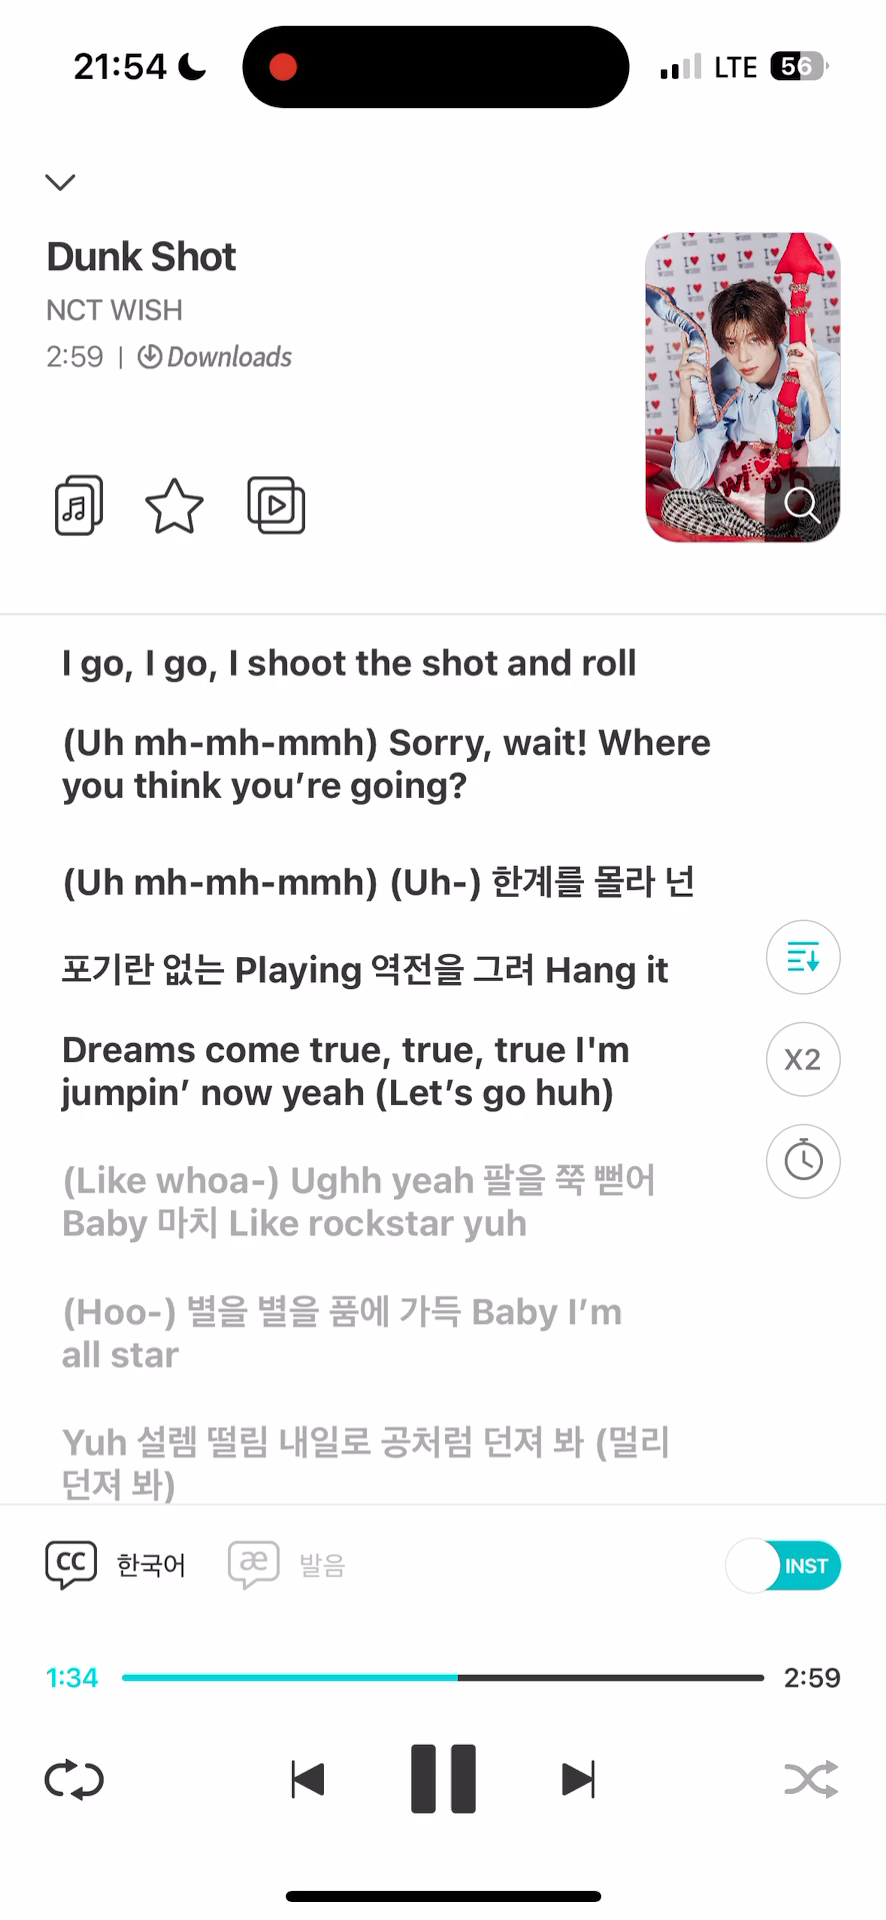 21:54
LTE
56
Dunk Shot
NCT WISH
2:59 | Downloads
I go, I go, I shoot the shot and roll
(Uh mh-mh-mmh) Sorry, wait! Where
you think you’re going?
(Uh mh-mh-mmh) (Uh-) 한계를 몰라 넌
포기란 없는 Playing 역전을 그려 Hang it
Dreams come true, true, true I'm
jumpin’ now yeah (Let’s go huh)
X2
(Like whoa-) Ughh yeah 팔을 쭉 뻗어
Baby 마치 Like rockstar yuh
(Hoo-) 별을 별을 품에 가득 Baby I’m
all star
Yuh 설렘 떨림 내일로 공처럼 던져 봐 (멀리
던져 봐)
CC 한국어 æ 발음
INST
1:34
2:59